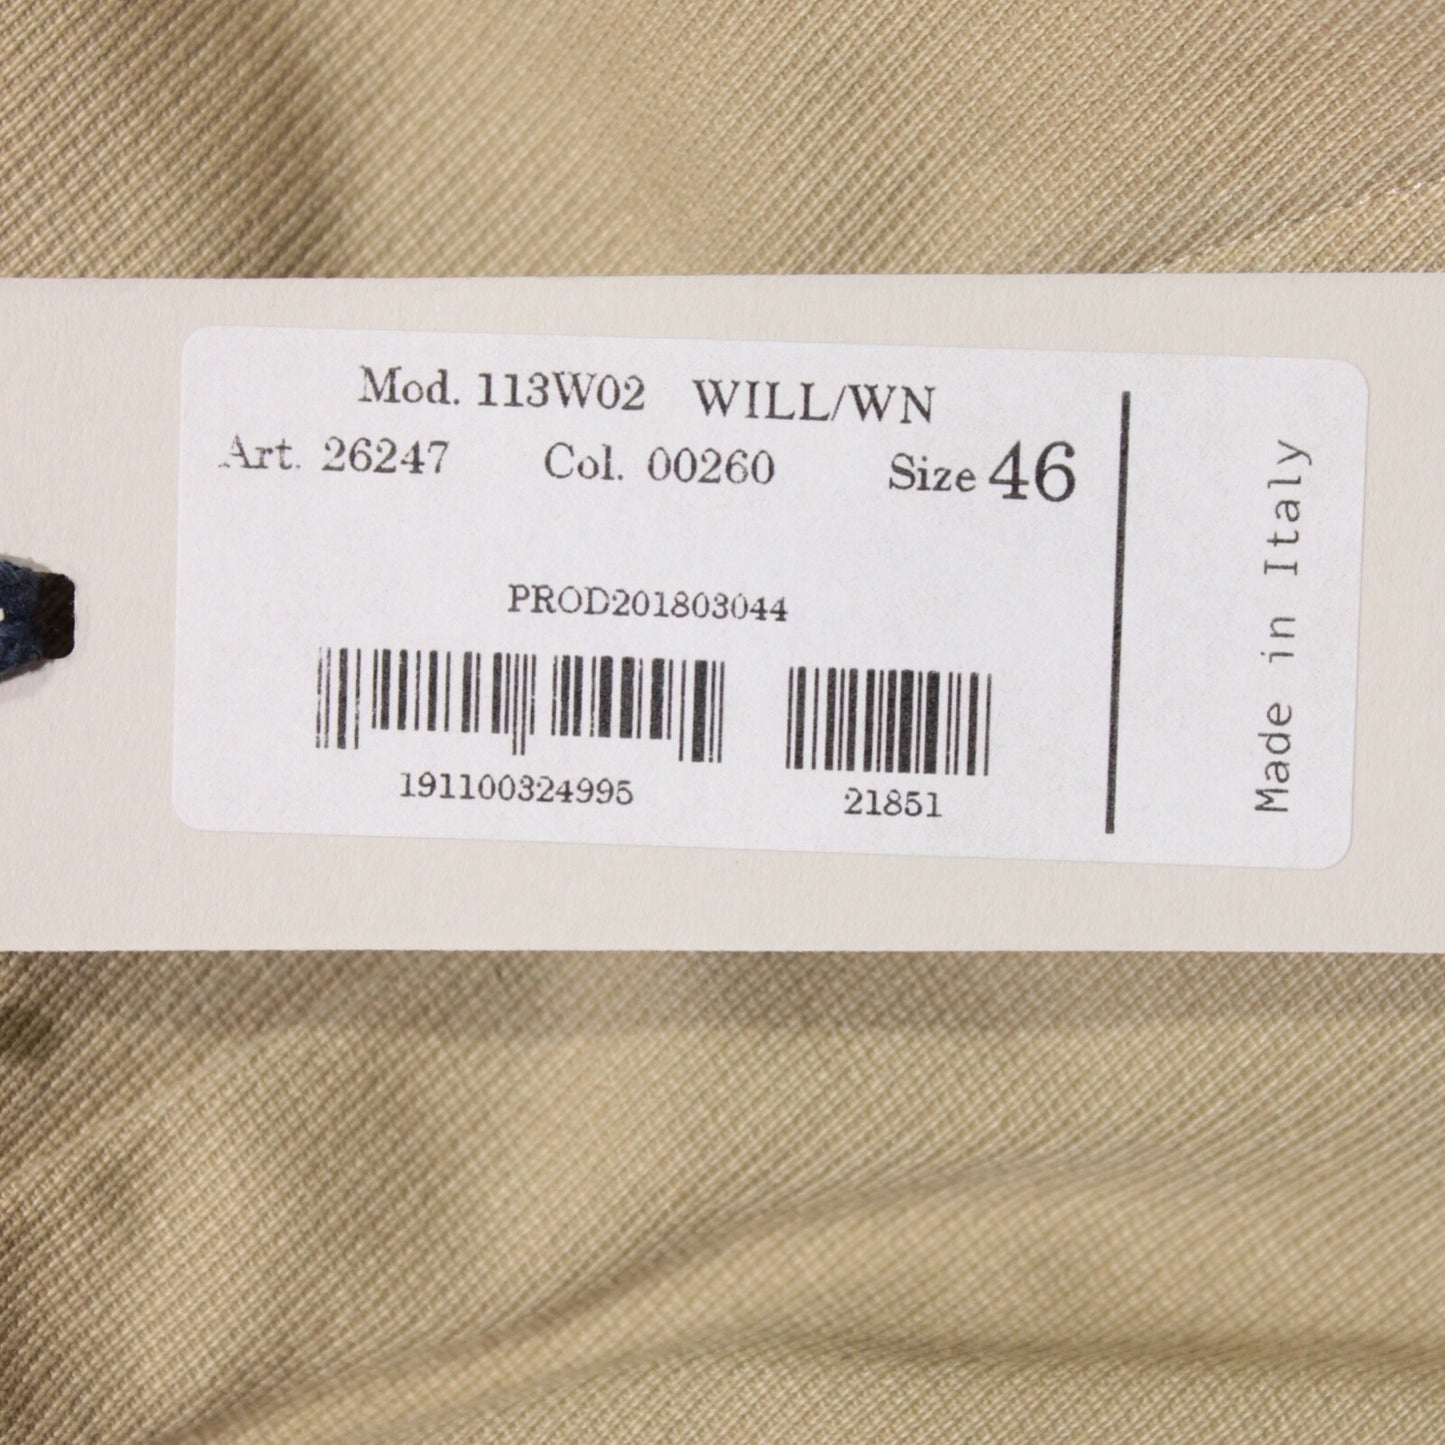 Mod. 113W02 WILL/WN
Art. 26247 Col. 00260 Size 46
PROD201803044
191100324995
21851
Made in Italy